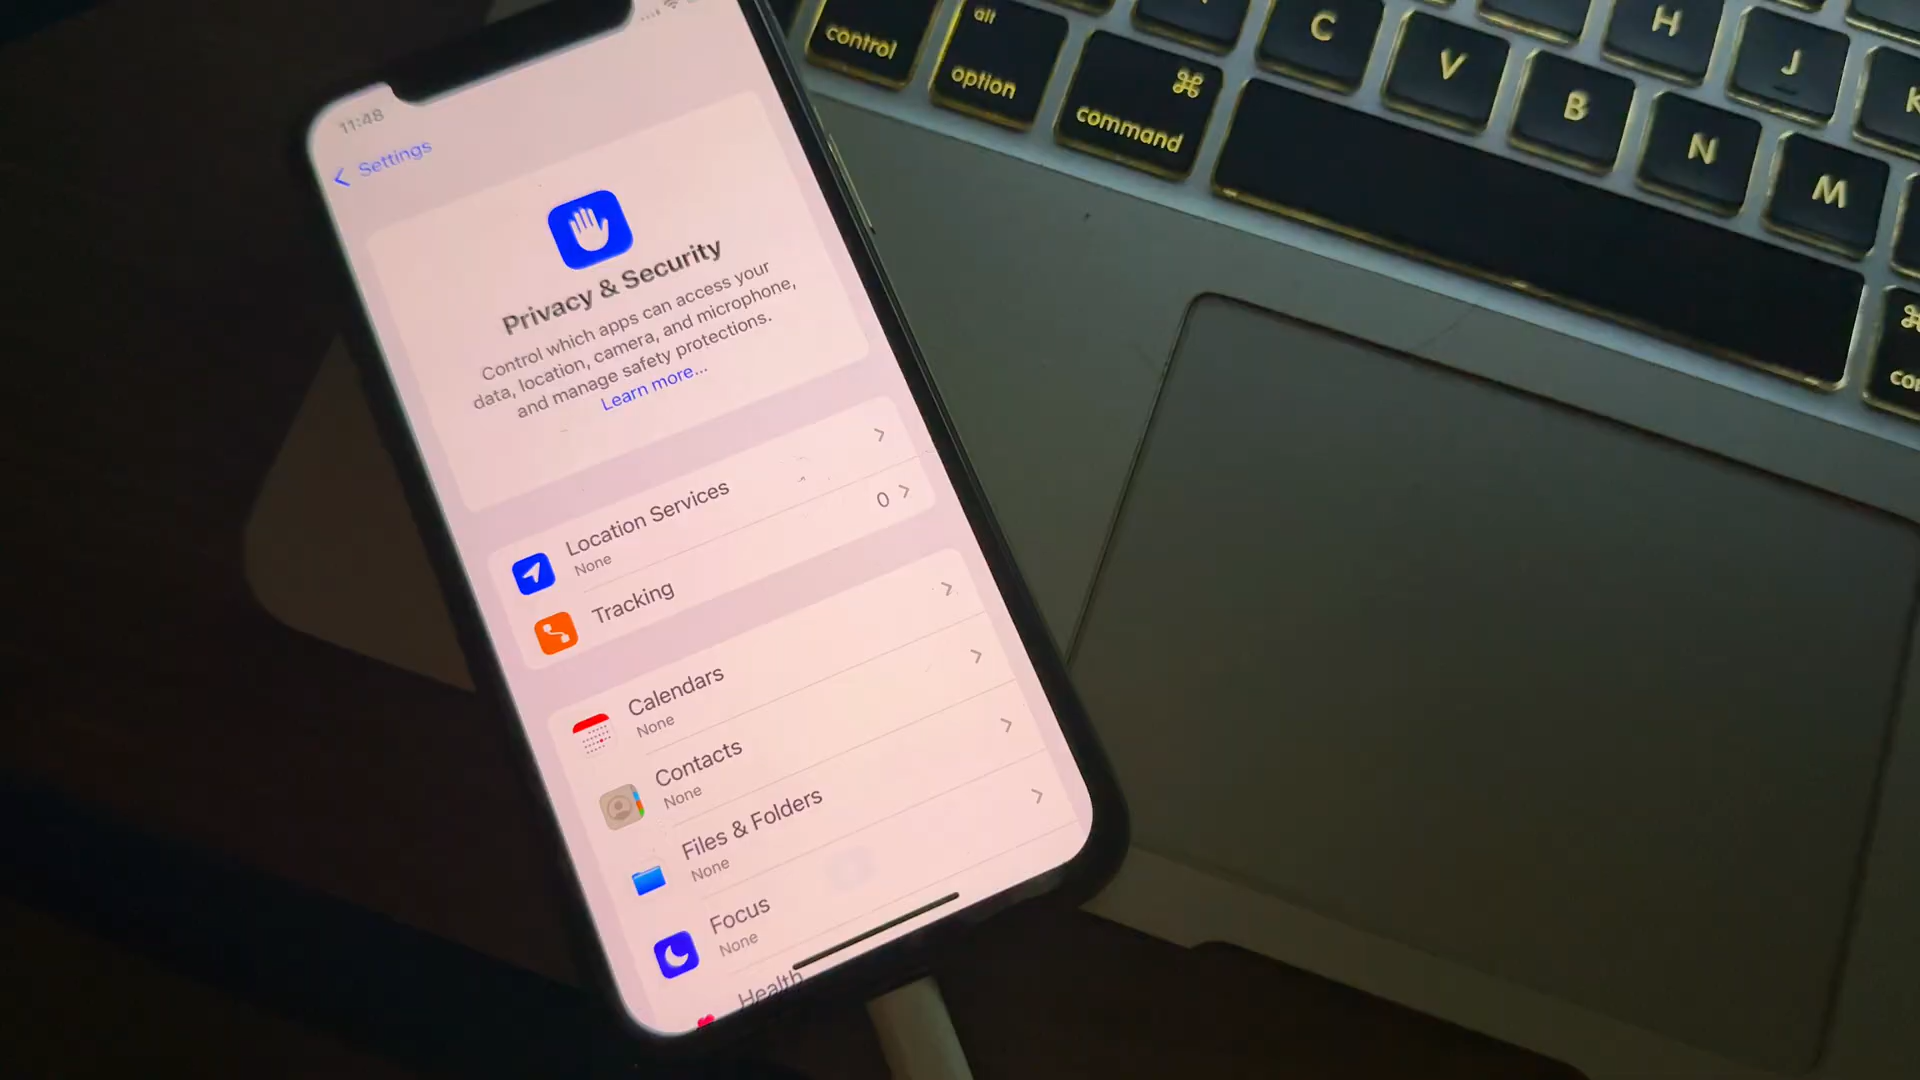 11:48
Settings
Privacy & Security
Control which apps can access your
data, location, camera, and microphone,
and manage safety protections.
Learn more...
Location Services
None
Tracking
0
Calendars
None
Contacts
None
Files & Folders
None
Focus
None
Health
control
alt
option
⌘
command
C
V
B
N
M
H
J
K
⌘